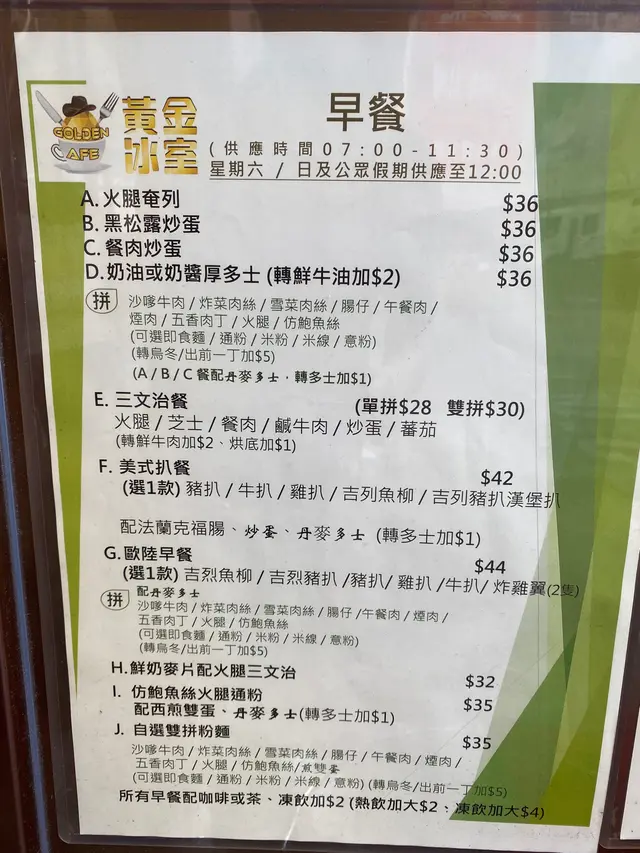 GOLDEN
CAFE
黃金
冰室
早餐
(供應時間07:00-11:30)
星期六 / 日及公眾假期供應至12:00
A. 火腿奄列 $36
B. 黑松露炒蛋 $36
C. 餐肉炒蛋 $36
D. 奶油或奶醬厚多士 (轉鮮牛油加$2) $36
拼
沙嗲牛肉 / 炸菜肉絲 / 雪菜肉絲 / 腸仔 / 午餐肉 /
煙肉 / 五香肉丁 / 火腿 / 仿鮑魚絲
(可選即食麵 / 通粉 / 米粉 / 米線 / 意粉)
(轉烏冬/出前一丁加$5)
(A / B / C 餐配丹麥多士，轉多士加$1)
E. 三文治餐 (單拼$28 雙拼$30)
火腿 / 芝士 / 餐肉 / 鹹牛肉 / 炒蛋 / 蕃茄
(轉鮮牛肉加$2、烘底加$1)
F. 美式扒餐 $42
(選1款) 豬扒 / 牛扒 / 雞扒 / 吉列魚柳 / 吉列豬扒漢堡扒
配法蘭克福腸、炒蛋、丹麥多士 (轉多士加$1)
G. 歐陸早餐 $44
(選1款) 吉烈魚柳 / 吉烈豬扒 /豬扒/ 雞扒 /牛扒/ 炸雞翼(2隻)
拼
配丹麥多士
沙嗲牛肉 / 炸菜肉絲 / 雪菜肉絲 / 腸仔 /午餐肉 / 煙肉 /
五香肉丁 / 火腿 / 仿鮑魚絲
(可選即食麵 / 通粉 / 米粉 / 米線 / 意粉)
(轉烏冬/出前一丁加$5)
H. 鮮奶麥片配火腿三文治 $32
I. 仿鮑魚絲火腿通粉 $35
配西煎雙蛋、丹麥多士(轉多士加$1)
J. 自選雙拼粉麵 $35
沙嗲牛肉 / 炸菜肉絲 / 雪菜肉絲 / 腸仔 / 午餐肉 / 煙肉 /
五香肉丁 / 火腿 / 仿鮑魚絲/煎雙蛋
(可選即食麵 / 通粉 / 米粉 / 米線 / 意粉) (轉烏冬/出前一丁加$5)
所有早餐配咖啡或茶、凍飲加$2 (熱飲加大$2、凍飲加大$4)